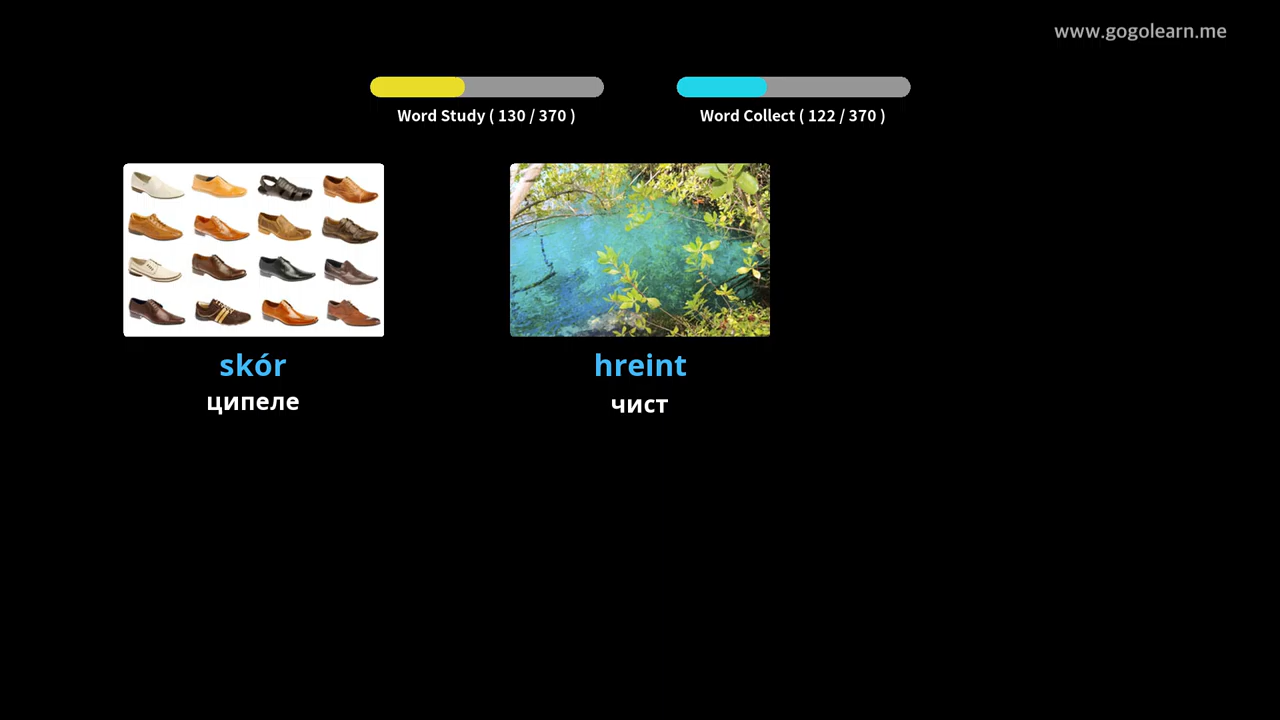 www.gogolearn.me
Word Study ( 130 / 370 )
Word Collect ( 122 / 370 )
skór
ципеле
hreint
чист